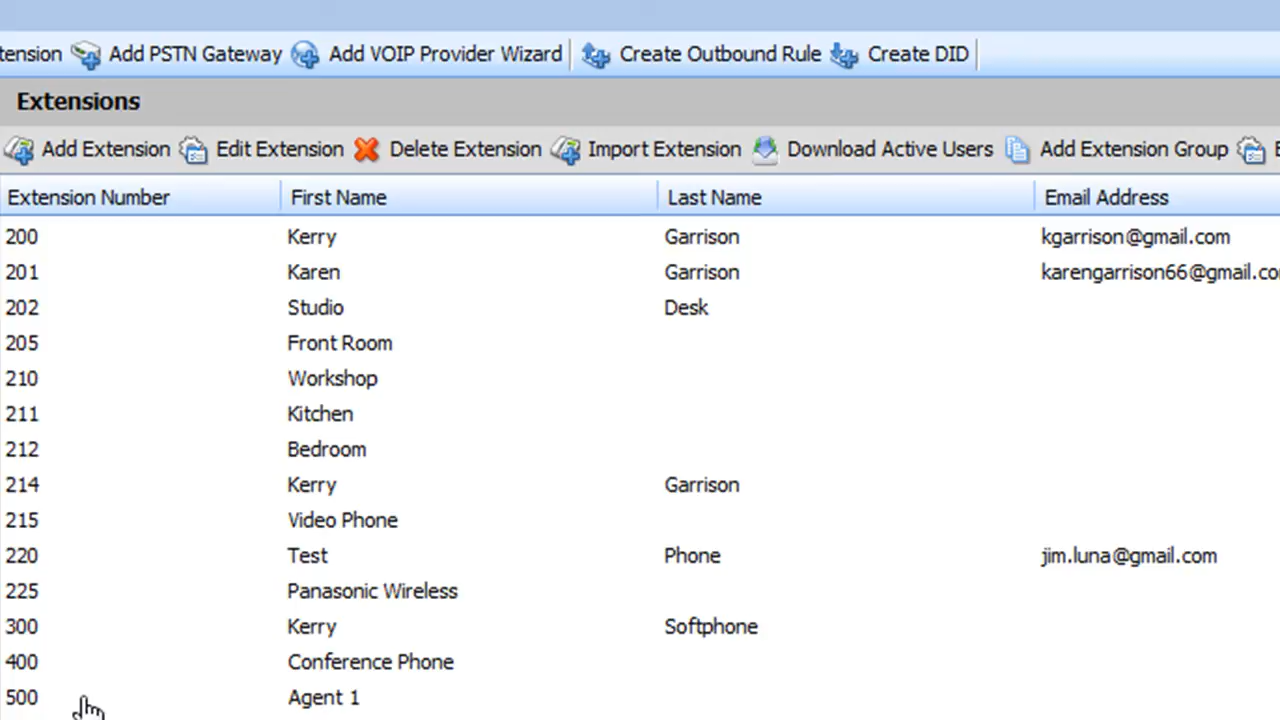 tension Add PSTN Gateway Add VOIP Provider Wizard Create Outbound Rule Create DID
Extensions
Add Extension Edit Extension Delete Extension Import Extension Download Active Users Add Extension Group E
Extension Number First Name Last Name Email Address
200 Kerry Garrison kgarrison@gmail.com
201 Karen Garrison karengarrison66@gmail.co
202 Studio Desk
205 Front Room
210 Workshop
211 Kitchen
212 Bedroom
214 Kerry Garrison
215 Video Phone
220 Test Phone jim.luna@gmail.com
225 Panasonic Wireless
300 Kerry Softphone
400 Conference Phone
500 Agent 1